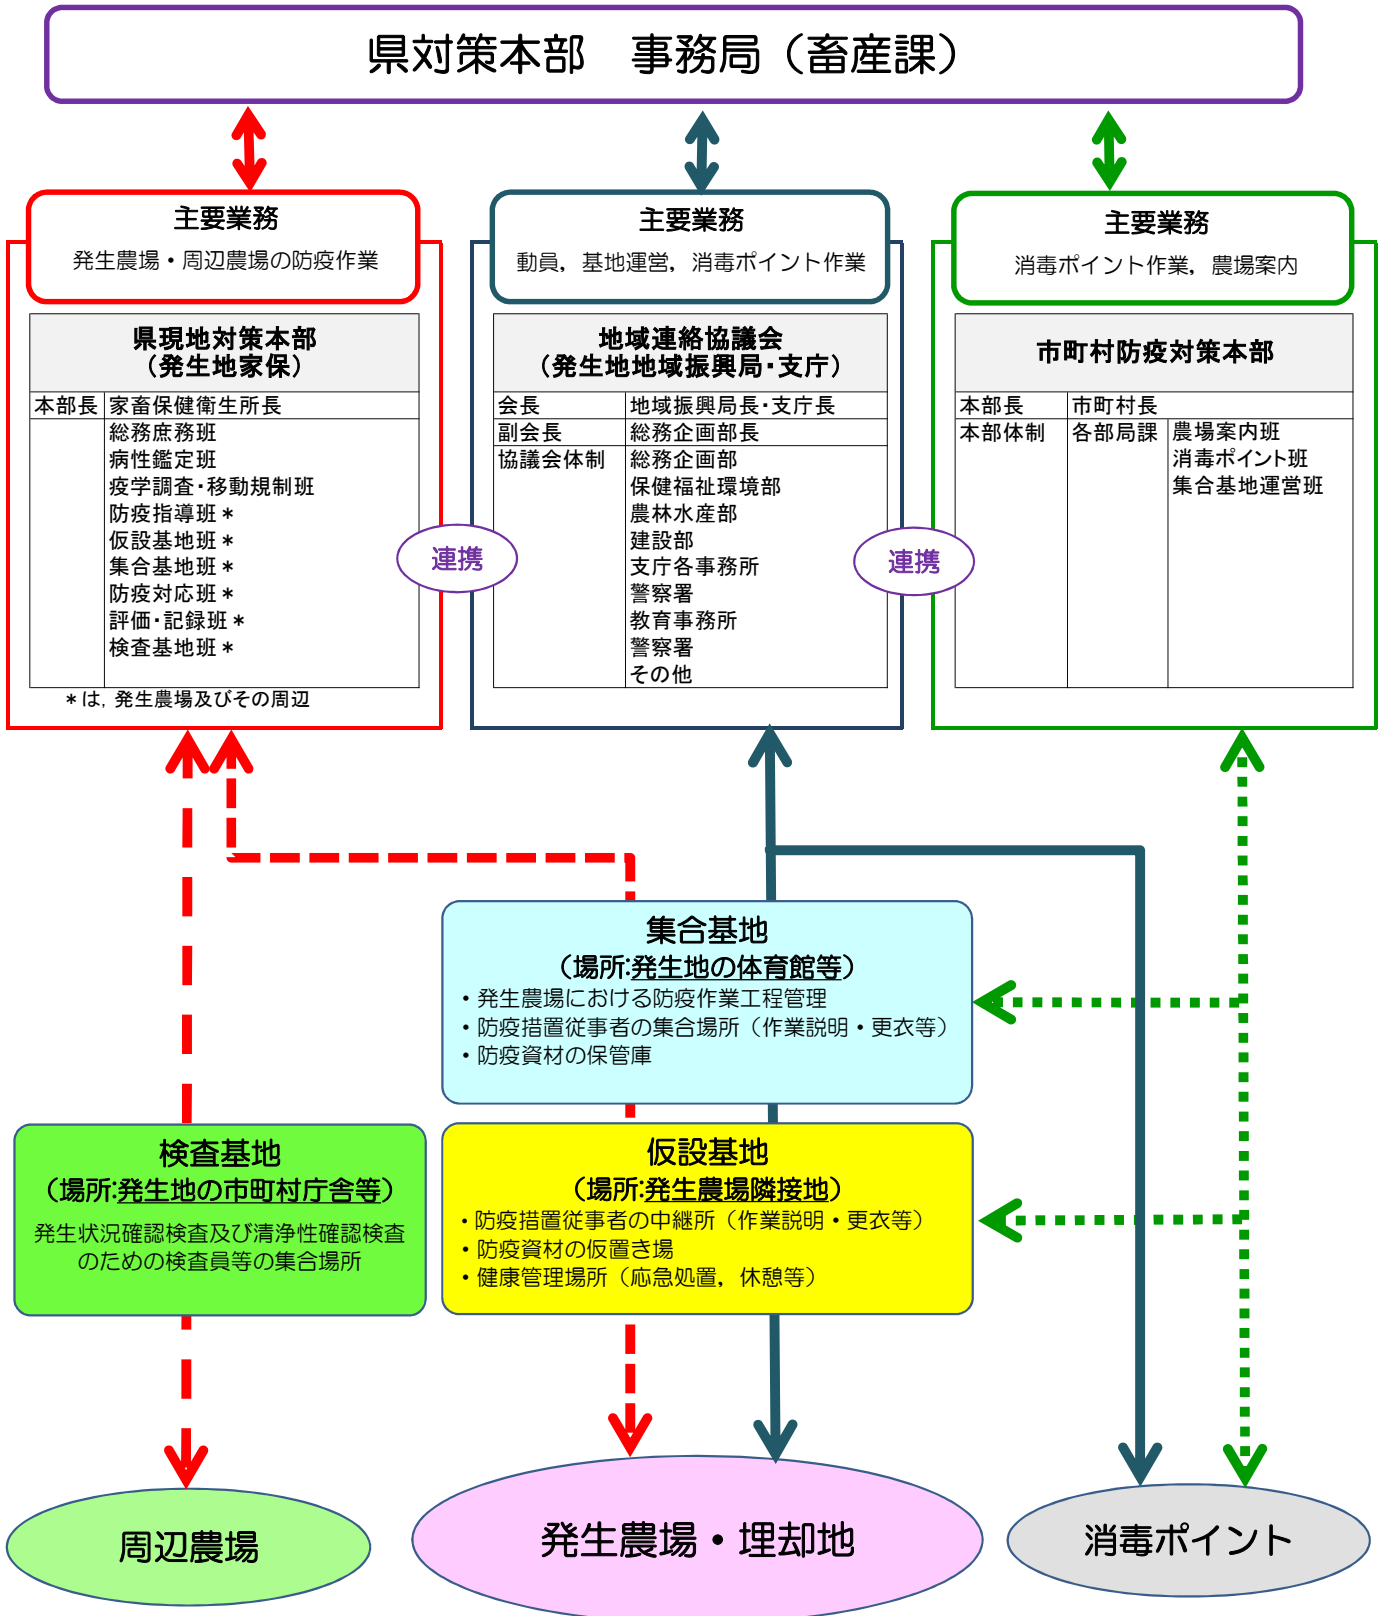 県対策本部　事務局（畜産課）
主要業務
発生農場・周辺農場の防疫作業
県現地対策本部
（発生地家保）
本部長 家畜保健衛生所長
総務庶務班
病性鑑定班
疫学調査・移動規制班
防疫指導班＊
仮設基地班＊
集合基地班＊
防疫対応班＊
評価・記録班＊
検査基地班＊
＊は，発生農場及びその周辺
連携
主要業務
動員，基地運営，消毒ポイント作業
地域連絡協議会
（発生地地域振興局・支庁）
会長 地域振興局長・支庁長
副会長 総務企画部長
協議会体制 総務企画部
保健福祉環境部
農林水産部
建設部
支庁各事務所
警察署
教育事務所
警察署
その他
連携
主要業務
消毒ポイント作業，農場案内
市町村防疫対策本部
本部長 市町村長
本部体制 各部局課 農場案内班
消毒ポイント班
集合基地運営班
集合基地
（場所：発生地の体育館等）
・発生農場における防疫作業工程管理
・防疫措置従事者の集合場所（作業説明・更衣等）
・防疫資材の保管庫
検査基地
（場所：発生地の市町村庁舎等）
発生状況確認検査及び清浄性確認検査
のための検査員等の集合場所
仮設基地
（場所：発生農場隣接地）
・防疫措置従事者の中継所（作業説明・更衣等）
・防疫資材の仮置き場
・健康管理場所（応急処置，休憩等）
周辺農場
発生農場・埋却地
消毒ポイント